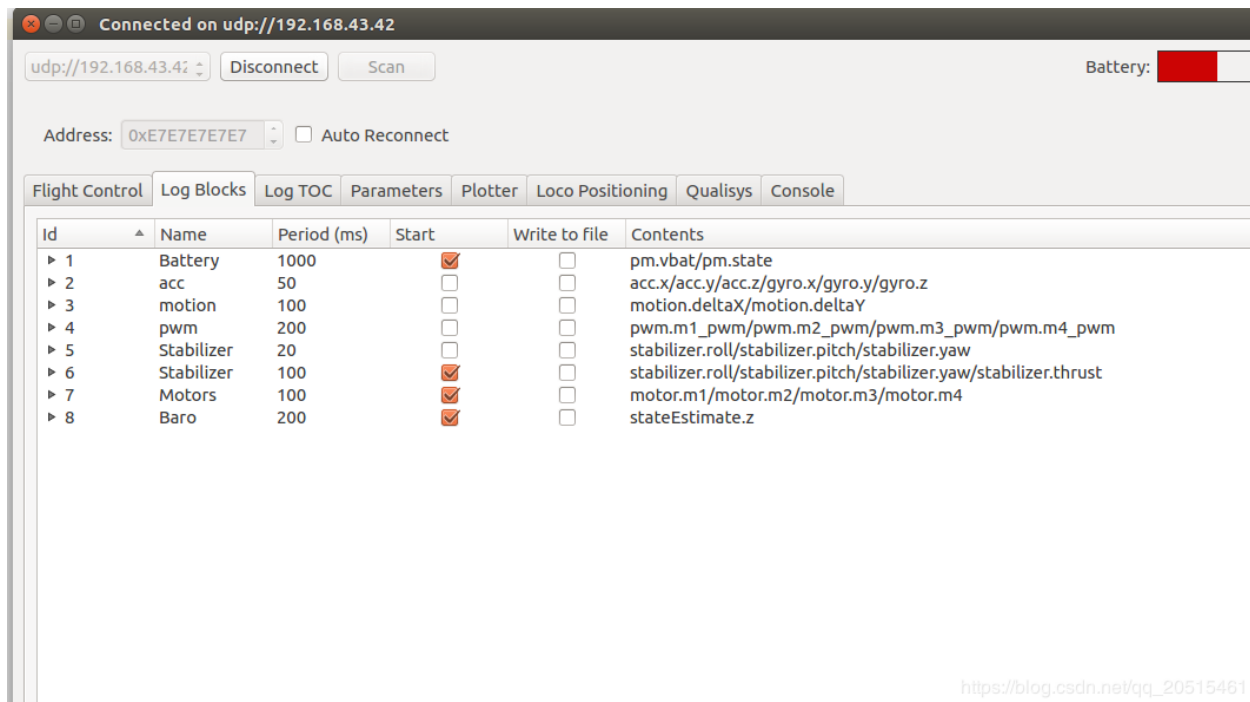 Connected on udp://192.168.43.42
udp://192.168.43.42 Disconnect Scan Battery:
Address: 0xE7E7E7E7E7 Auto Reconnect
Flight Control Log Blocks Log TOC Parameters Plotter Loco Positioning Qualisys Console
Id Name Period (ms) Start Write to file Contents
1 Battery 1000 pm.vbat/pm.state
2 acc 50 acc.x/acc.y/acc.z/gyro.x/gyro.y/gyro.z
3 motion 100 motion.deltaX/motion.deltaY
4 pwm 200 pwm.m1_pwm/pwm.m2_pwm/pwm.m3_pwm/pwm.m4_pwm
5 Stabilizer 20 stabilizer.roll/stabilizer.pitch/stabilizer.yaw
6 Stabilizer 100 stabilizer.roll/stabilizer.pitch/stabilizer.yaw/stabilizer.thrust
7 Motors 100 motor.m1/motor.m2/motor.m3/motor.m4
8 Baro 200 stateEstimate.z
https://blog.csdn.net/qq_20515461